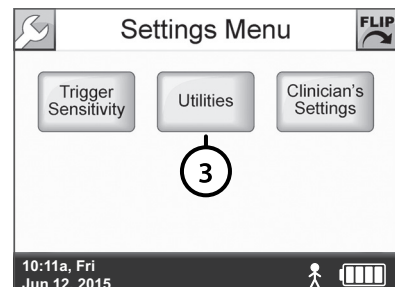 Settings Menu
FLIP
Trigger
Sensitivity
Utilities
Clinician's
Settings
3
10:11a, Fri
Jun 12, 2015